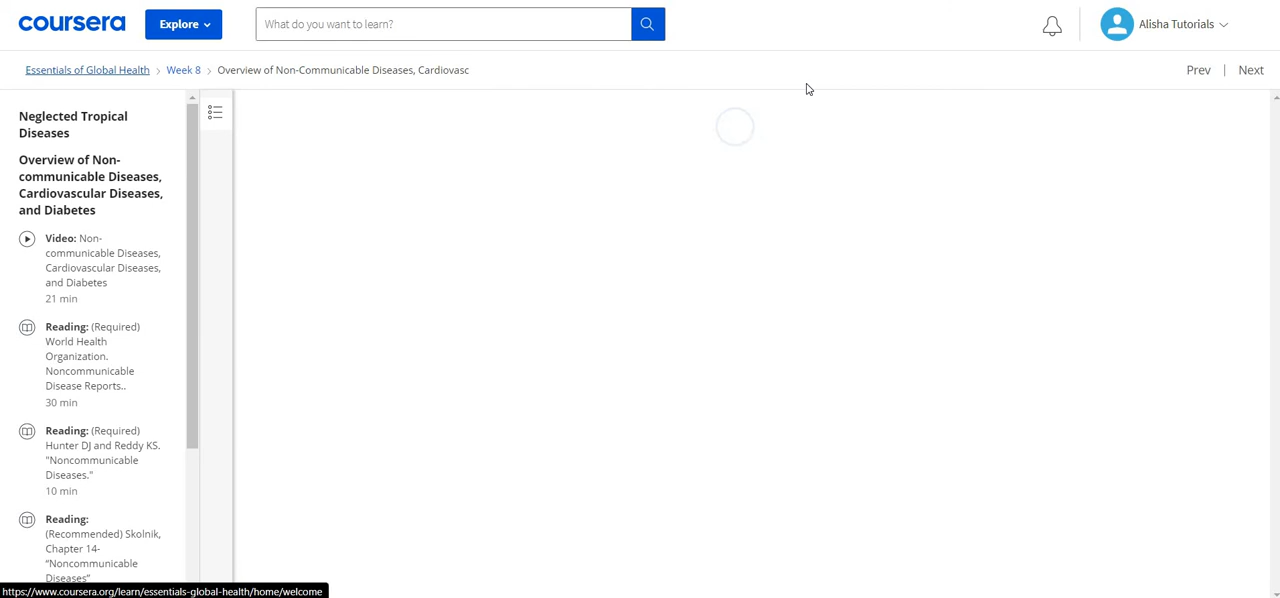 coursera
Explore
What do you want to learn?
Alisha Tutorials
Essentials of Global Health > Week 8 > Overview of Non-Communicable Diseases, Cardiovasc
Prev | Next
Neglected Tropical
Diseases
Overview of Non-
communicable Diseases,
Cardiovascular Diseases,
and Diabetes
Video: Non-
communicable Diseases,
Cardiovascular Diseases,
and Diabetes
21 min
Reading: (Required)
World Health
Organization.
Noncommunicable
Disease Reports..
30 min
Reading: (Required)
Hunter DJ and Reddy KS.
"Noncommunicable
Diseases."
10 min
Reading:
(Recommended) Skolnik,
Chapter 14-
“Noncommunicable
Diseases”
https://www.coursera.org/learn/essentials-global-health/home/welcome